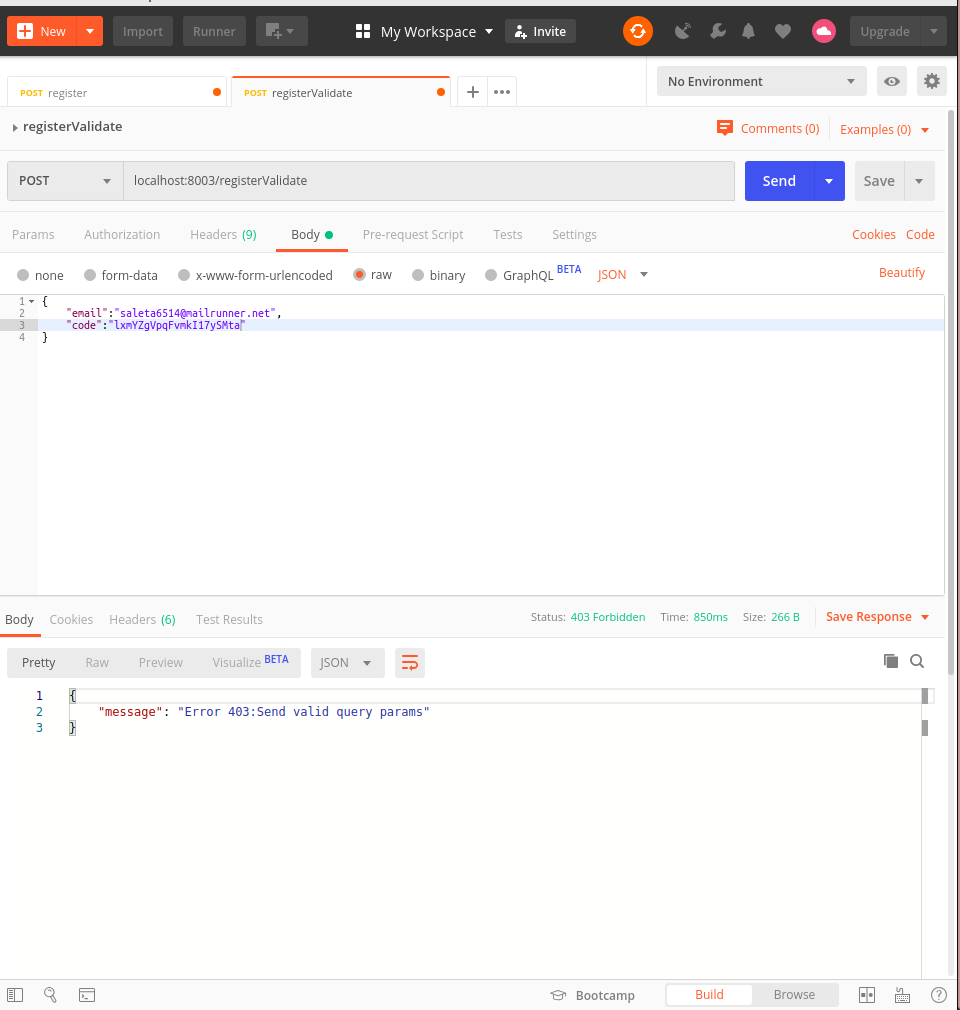 New Import Runner My Workspace Invite Upgrade
POST register POST registerValidate No Environment
registerValidate Comments (0) Examples (0)
POST localhost:8003/registerValidate Send Save
Params Authorization Headers (9) Body Pre-request Script Tests Settings Cookies Code
none form-data x-www-form-urlencoded raw binary GraphQL BETA JSON Beautify
1 {
2 "email":"saleta6514@mailrunner.net",
3 "code":"lxmYZgVpqFvmkI17ySMta"
4 }
Body Cookies Headers (6) Test Results Status: 403 Forbidden Time: 850ms Size: 266 B Save Response
Pretty Raw Preview Visualize BETA JSON
1 {
2 "message": "Error 403:Send valid query params"
3 }
Bootcamp Build Browse